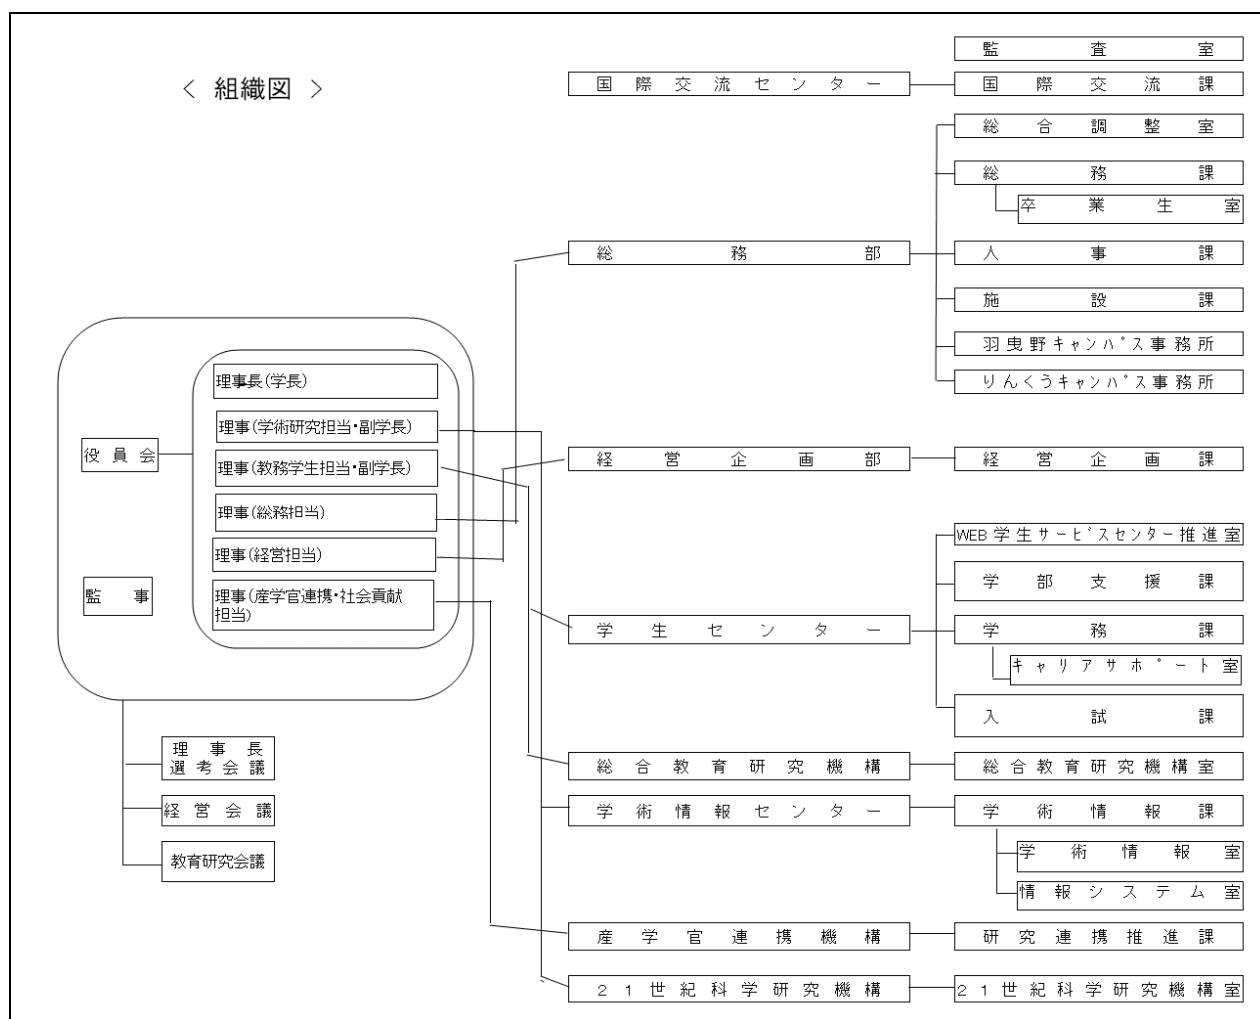 ＜ 組織図 ＞
監査室
国際交流センター
国際交流課
総合調整室
総務課
卒業生室
総務部
人事課
施設課
羽曳野キャンパス事務所
りんくうキャンパス事務所
理事長(学長)
理事(学術研究担当・副学長)
役員会
理事(教務学生担当・副学長)
経営企画部
経営企画課
理事(総務担当)
理事(経営担当)
WEB学生サービスセンター推進室
監事
理事(産学官連携・社会貢献
担当)
学部支援課
学生センター
学務課
キャリアサポート室
入試課
理事長
選考会議
総合教育研究機構
総合教育研究機構室
経営会議
学術情報センター
学術情報課
教育研究会議
学術情報室
情報システム室
産学官連携機構
研究連携推進課
２１世紀科学研究機構
２１世紀科学研究機構室